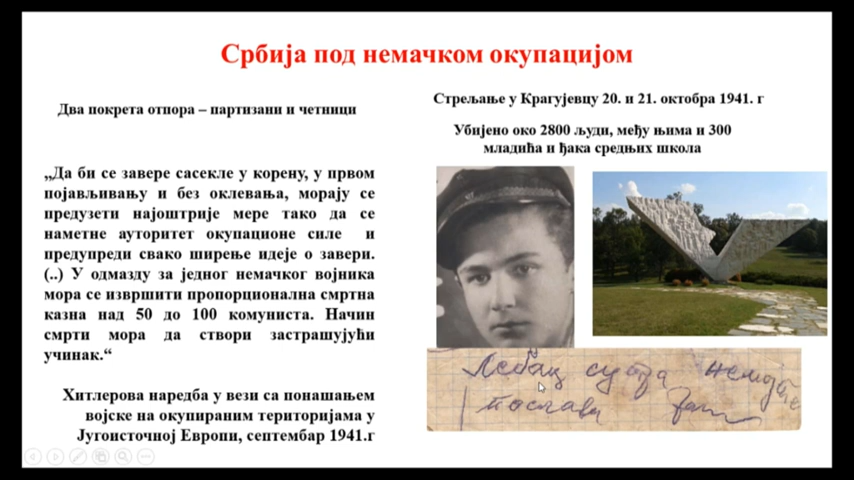 Србија под немачком окупацијом
Два покрета отпора – партизани и четници
„Да би се завере сасекле у корену, у првом
појављивању и без оклевања, морају се
предузети најоштрије мере тако да се
наметне ауторитет окупационе силе и
предупреди свако ширење идеје о завери.
(..) У одмазду за једног немачког војника
мора се извршити пропорционална смртна
казна над 50 до 100 комуниста. Начин
смрти мора да створи застрашујући
учинак.“
Хитлерова наредба у вези са понашањем
војске на окупираним територијама у
Југоисточној Европи, септембар 1941.г
Стрељање у Крагујевцу 20. и 21. октобра 1941. г
Убијено око 2800 људи, међу њима и 300
младића и ђака средњих школа
Лебац сутра немојте